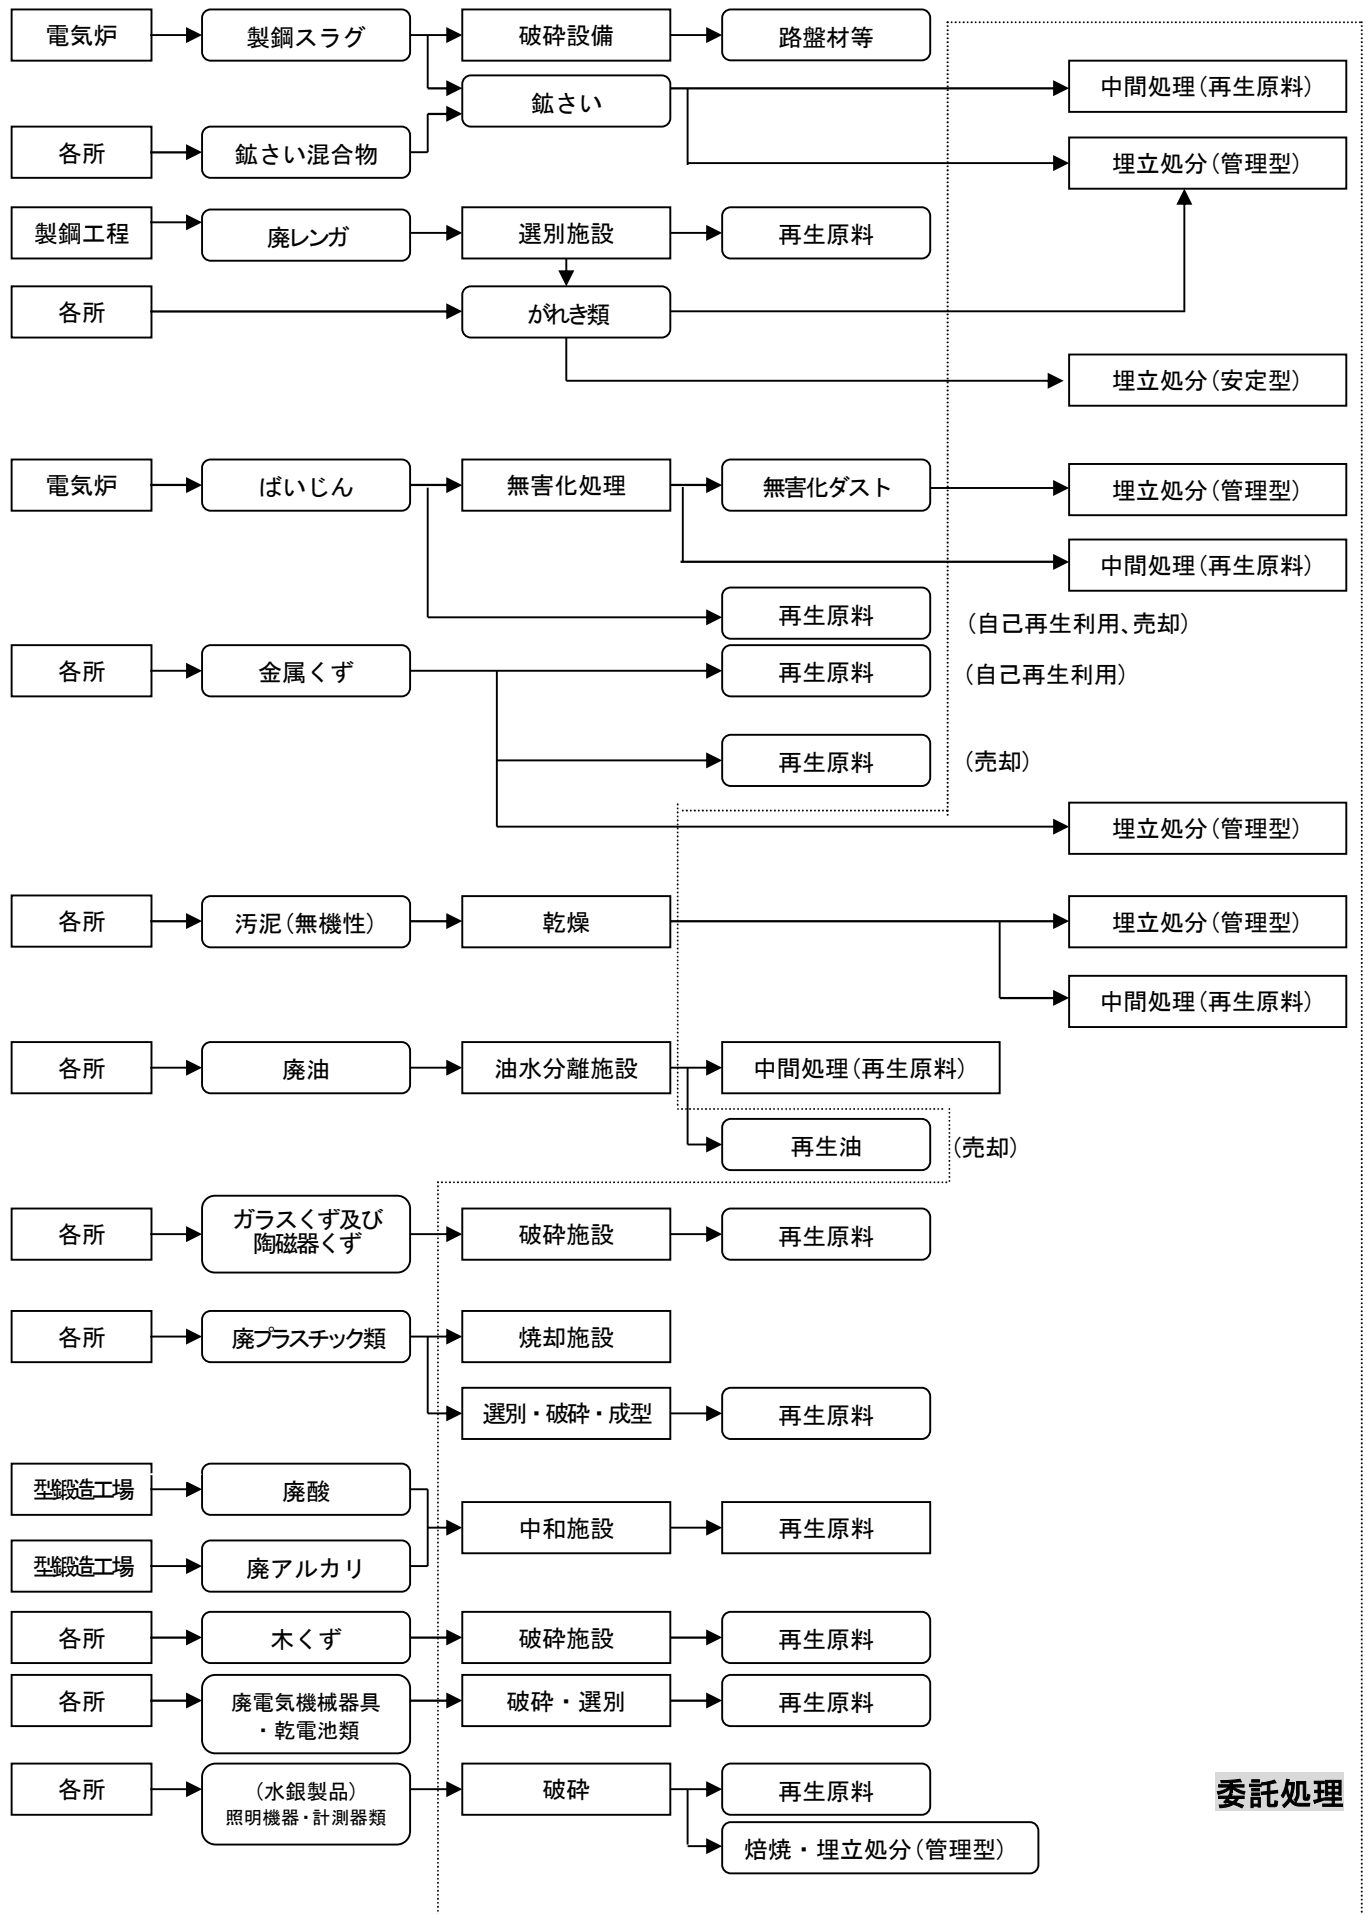 電気炉
製鋼スラグ
破砕設備
路盤材等
中間処理(再生原料)
鉱さい
各所
鉱さい混合物
埋立処分(管理型)
製鋼工程
廃レンガ
選別施設
再生原料
各所
がれき類
埋立処分(安定型)
電気炉
ばいじん
無害化処理
無害化ダスト
埋立処分(管理型)
中間処理(再生原料)
再生原料
(自己再生利用、売却)
各所
金属くず
再生原料
(自己再生利用)
再生原料
(売却)
埋立処分(管理型)
各所
汚泥(無機性)
乾燥
埋立処分(管理型)
中間処理(再生原料)
各所
廃油
油水分離施設
中間処理(再生原料)
再生油
(売却)
各所
ガラスくず及び
陶磁器くず
破砕施設
再生原料
各所
廃プラスチック類
焼却施設
選別・破砕・成型
再生原料
型鍛造工場
廃酸
中和施設
再生原料
型鍛造工場
廃アルカリ
各所
木くず
破砕施設
再生原料
各所
廃電気機械器具
・乾電池類
破砕・選別
再生原料
各所
(水銀製品)
照明機器・計測器類
破砕
再生原料
委託処理
焙焼・埋立処分(管理型)